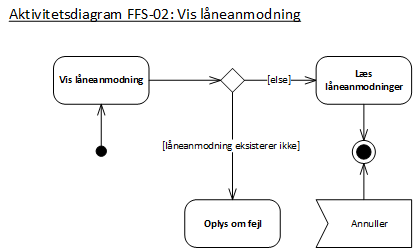 Aktivitetsdiagram FFS-02: Vis låneanmodning
Vis låneanmodning
[else]
Læs
låneanmodninger
[låneanmodning eksisterer ikke]
Oplys om fejl
Annuller